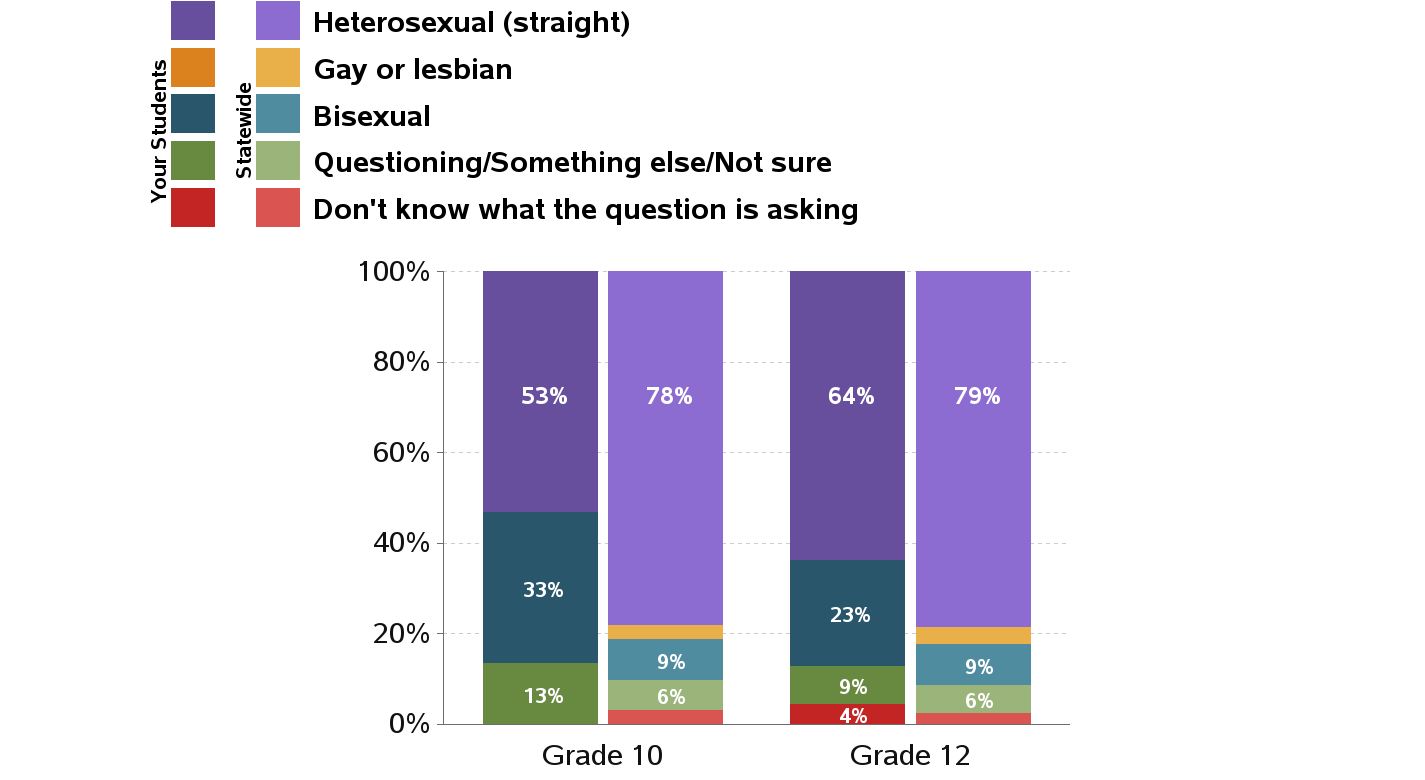 Your Students
Statewide
Heterosexual (straight)
Gay or lesbian
Bisexual
Questioning/Something else/Not sure
Don't know what the question is asking
100%
80%
60%
40%
20%
0%
53%
33%
13%
78%
9%
6%
64%
23%
9%
4%
79%
9%
6%
Grade 10
Grade 12